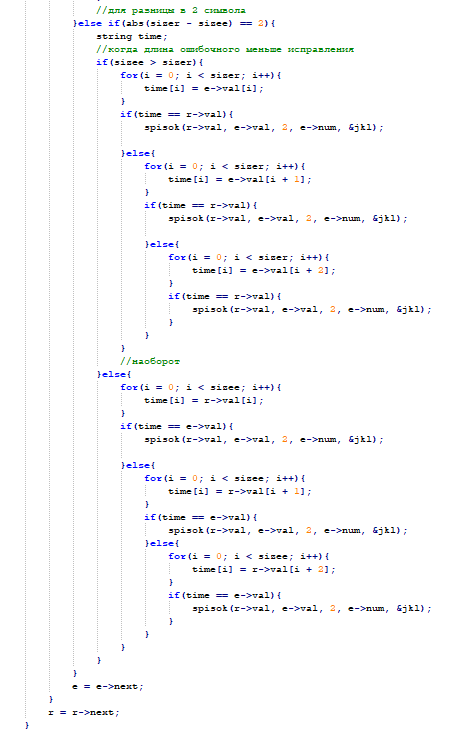 //для разницы в 2 символа
}else if(abs(sizer - sizee) == 2){
string time;
//когда длина ошибочного меньше исправления
if(sizee > sizer){
for(i = 0; i < sizer; i++){
time[i] = e->val[i];
}
if(time == r->val){
spisok(r->val, e->val, 2, e->num, &jkl);
}else{
for(i = 0; i < sizer; i++){
time[i] = e->val[i + 1];
}
if(time == r->val){
spisok(r->val, e->val, 2, e->num, &jkl);
}else{
for(i = 0; i < sizer; i++){
time[i] = e->val[i + 2];
}
if(time == r->val){
spisok(r->val, e->val, 2, e->num, &jkl);
}
}
}
//наоборот
}else{
for(i = 0; i < sizee; i++){
time[i] = r->val[i];
}
if(time == e->val){
spisok(r->val, e->val, 2, e->num, &jkl);
}else{
for(i = 0; i < sizee; i++){
time[i] = r->val[i + 1];
}
if(time == e->val){
spisok(r->val, e->val, 2, e->num, &jkl);
}else{
for(i = 0; i < sizee; i++){
time[i] = r->val[i + 2];
}
if(time == e->val){
spisok(r->val, e->val, 2, e->num, &jkl);
}
}
}
}
}
e = e->next;
}
r = r->next;
}